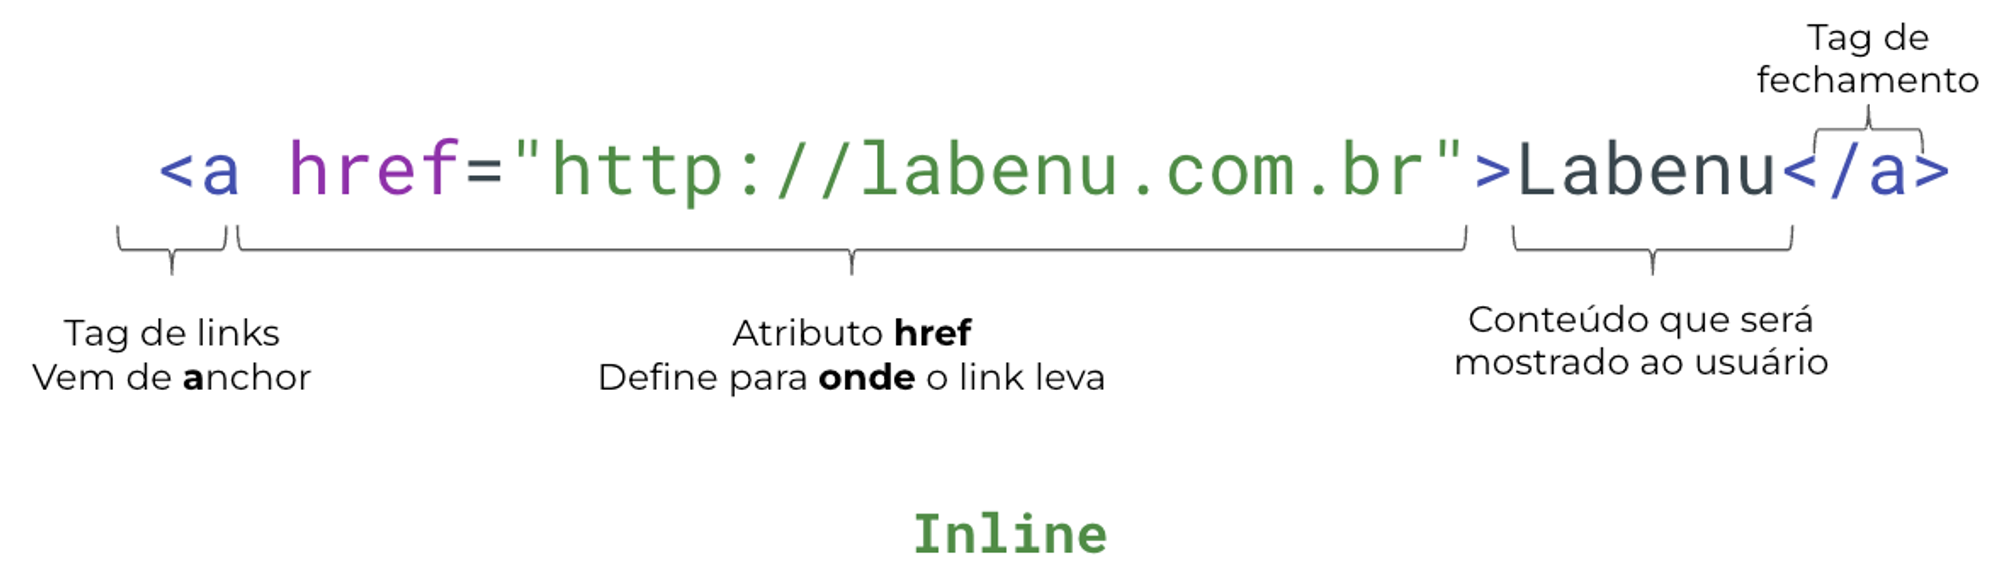 Tag de
fechamento
<a href="http://labenu.com.br">Labenu</a>
Tag de links
Vem de anchor
Atributo href
Define para onde o link leva
Conteúdo que será
mostrado ao usuário
Inline